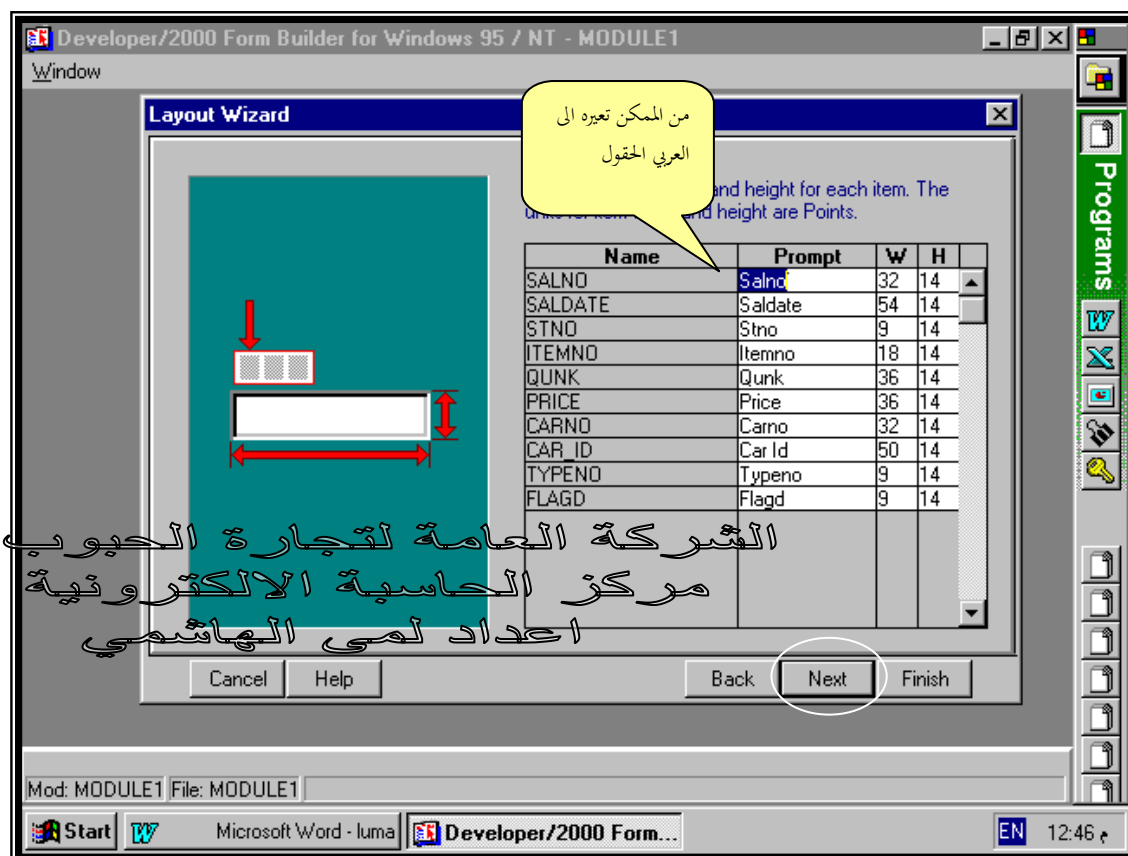 Developer/2000 Form Builder for Windows 95 / NT - MODULE1
Window
Layout Wizard
من الممكن تعيره الى
العربي الحقول
and height for each item. The
and height are Points.
Name Prompt W H
SALNO Salno 32 14
SALDATE Saldate 54 14
STNO Stno 9 14
ITEMNO Itemno 18 14
QUNK Qunk 36 14
PRICE Price 36 14
CARNO Carno 32 14
CAR_ID Car Id 50 14
TYPENO Typeno 9 14
FLAGD Flagd 9 14
الشركة العامة لتجارة الحبوب
مركز الحاسبة الالكترونية
اعداد لمى الهاشمي
Cancel Help Back Next Finish
Programs
Mod: MODULE1 File: MODULE1
Start Microsoft Word - luma Developer/2000 Form... EN 12:46 م